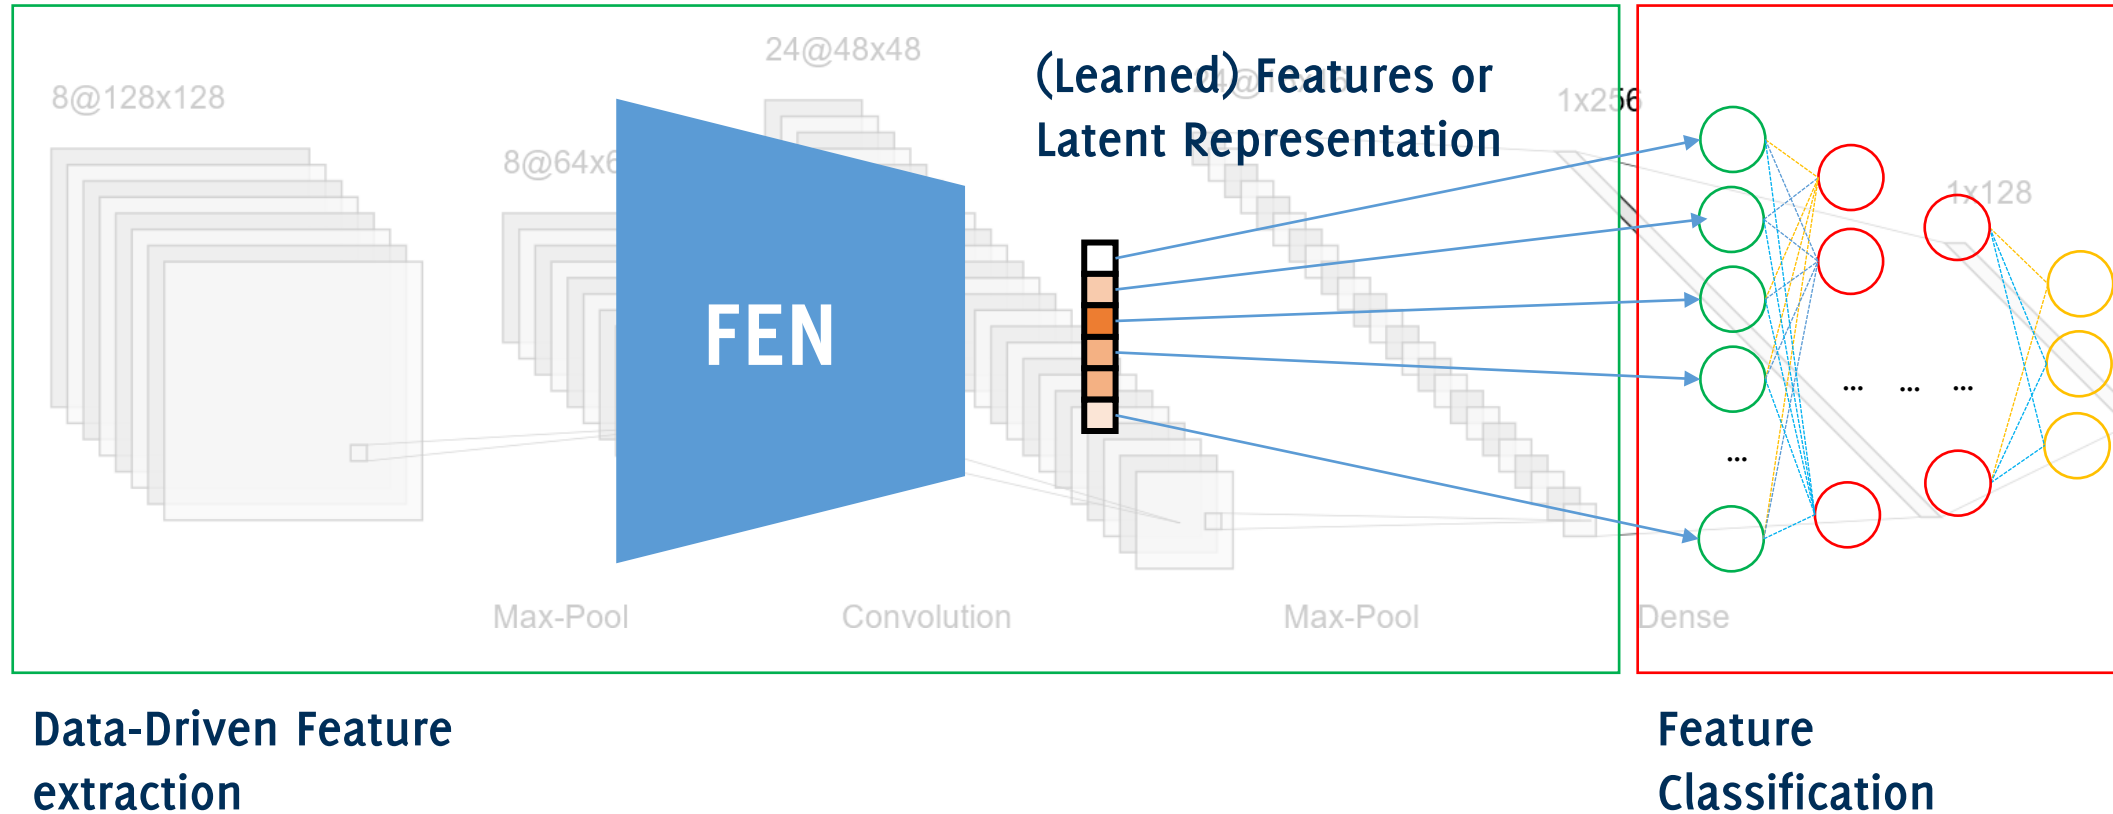 24@48x48
(Learned) Features or
Latent Representation
8@128x128
1x256
8@64x6
1x128
FEN
... ... ...
...
Max-Pool
Convolution
Max-Pool
Dense
Data-Driven Feature
extraction
Feature
Classification